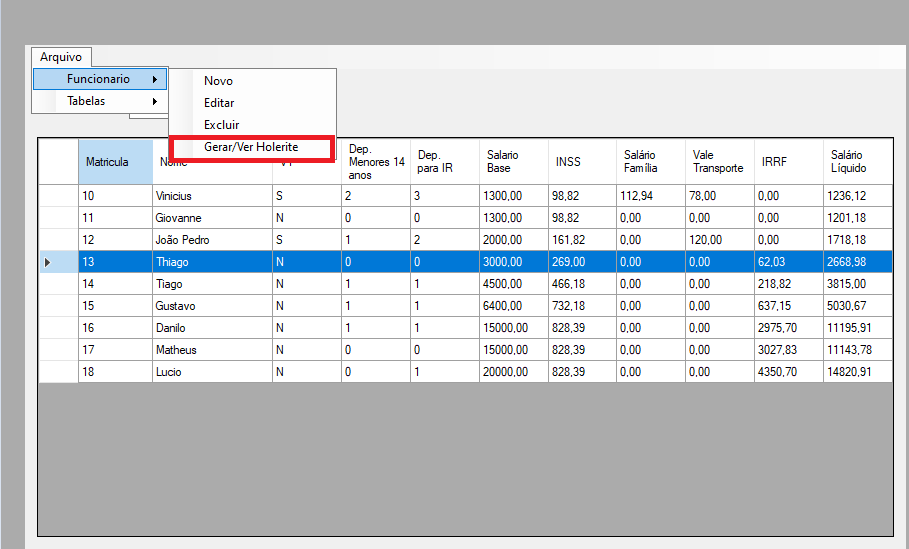 Arquivo
Funcionario
Tabelas
Novo
Editar
Excluir
Gerar/Ver Holerite
Matricula Nome VT Dep. Menores 14 anos Dep. para IR Salario Base INSS Salário Família Vale Transporte IRRF Salário Líquido
10 Vinicius S 2 3 1300,00 98,82 112,94 78,00 0,00 1236,12
11 Giovanne N 0 0 1300,00 98,82 0,00 0,00 0,00 1201,18
12 João Pedro S 1 2 2000,00 161,82 0,00 120,00 0,00 1718,18
13 Thiago N 0 0 3000,00 269,00 0,00 0,00 62,03 2668,98
14 Tiago N 1 1 4500,00 466,18 0,00 0,00 218,82 3815,00
15 Gustavo N 1 1 6400,00 732,18 0,00 0,00 637,15 5030,67
16 Danilo N 1 1 15000,00 828,39 0,00 0,00 2975,70 11195,91
17 Matheus N 0 0 15000,00 828,39 0,00 0,00 3027,83 11143,78
18 Lucio N 0 1 20000,00 828,39 0,00 0,00 4350,70 14820,91